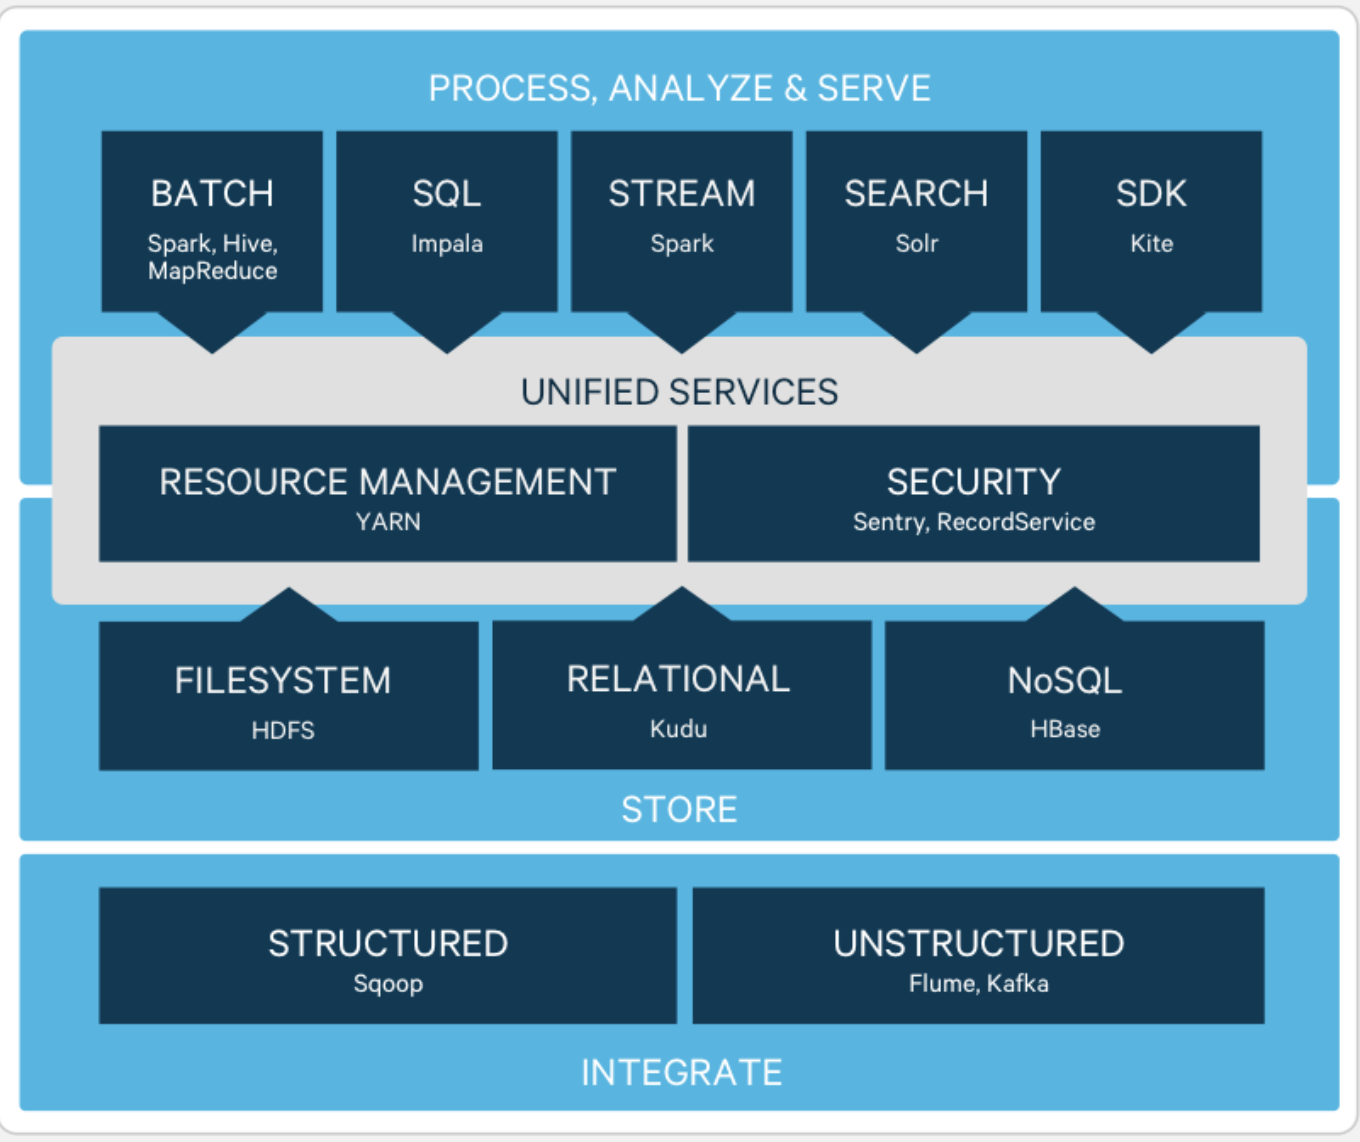 PROCESS, ANALYZE & SERVE
BATCH
Spark, Hive,
MapReduce
SQL
Impala
STREAM
Spark
SEARCH
Solr
SDK
Kite
UNIFIED SERVICES
RESOURCE MANAGEMENT
YARN
SECURITY
Sentry, RecordService
FILESYSTEM
HDFS
RELATIONAL
Kudu
NoSQL
HBase
STORE
STRUCTURED
Sqoop
UNSTRUCTURED
Flume, Kafka
INTEGRATE